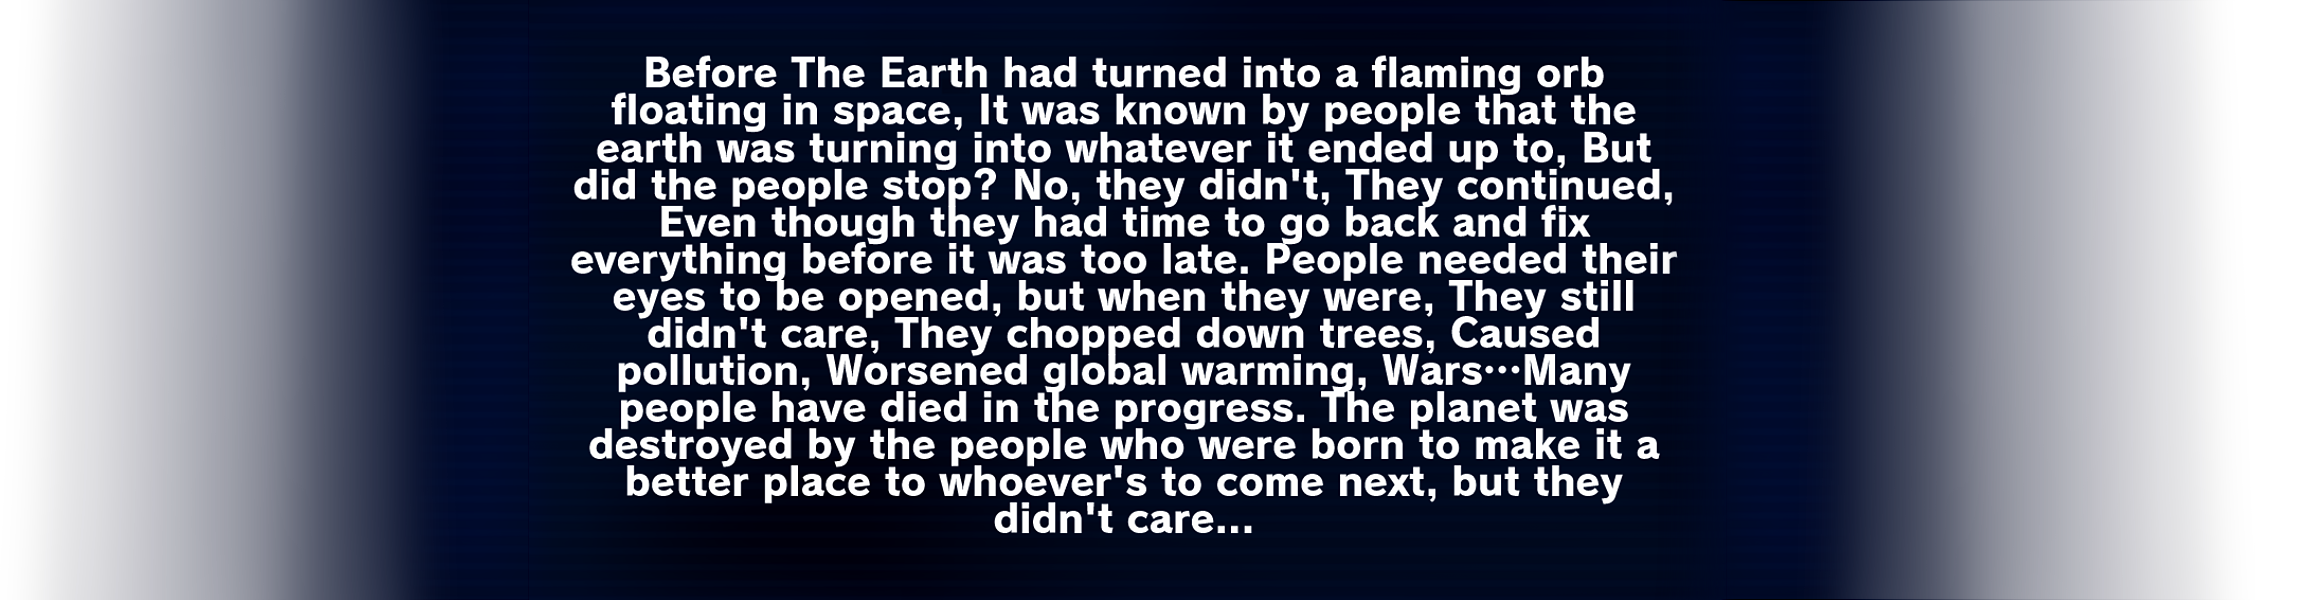 Before The Earth had turned into a flaming orb
floating in space, It was known by people that the
earth was turning into whatever it ended up to, But
did the people stop? No, they didn't, They continued,
Even though they had time to go back and fix
everything before it was too late. People needed their
eyes to be opened, but when they were, They still
didn't care, They chopped down trees, Caused
pollution, Worsened global warming, Wars···Many
people have died in the progress. The planet was
destroyed by the people who were born to make it a
better place to whoever's to come next, but they
didn't care...